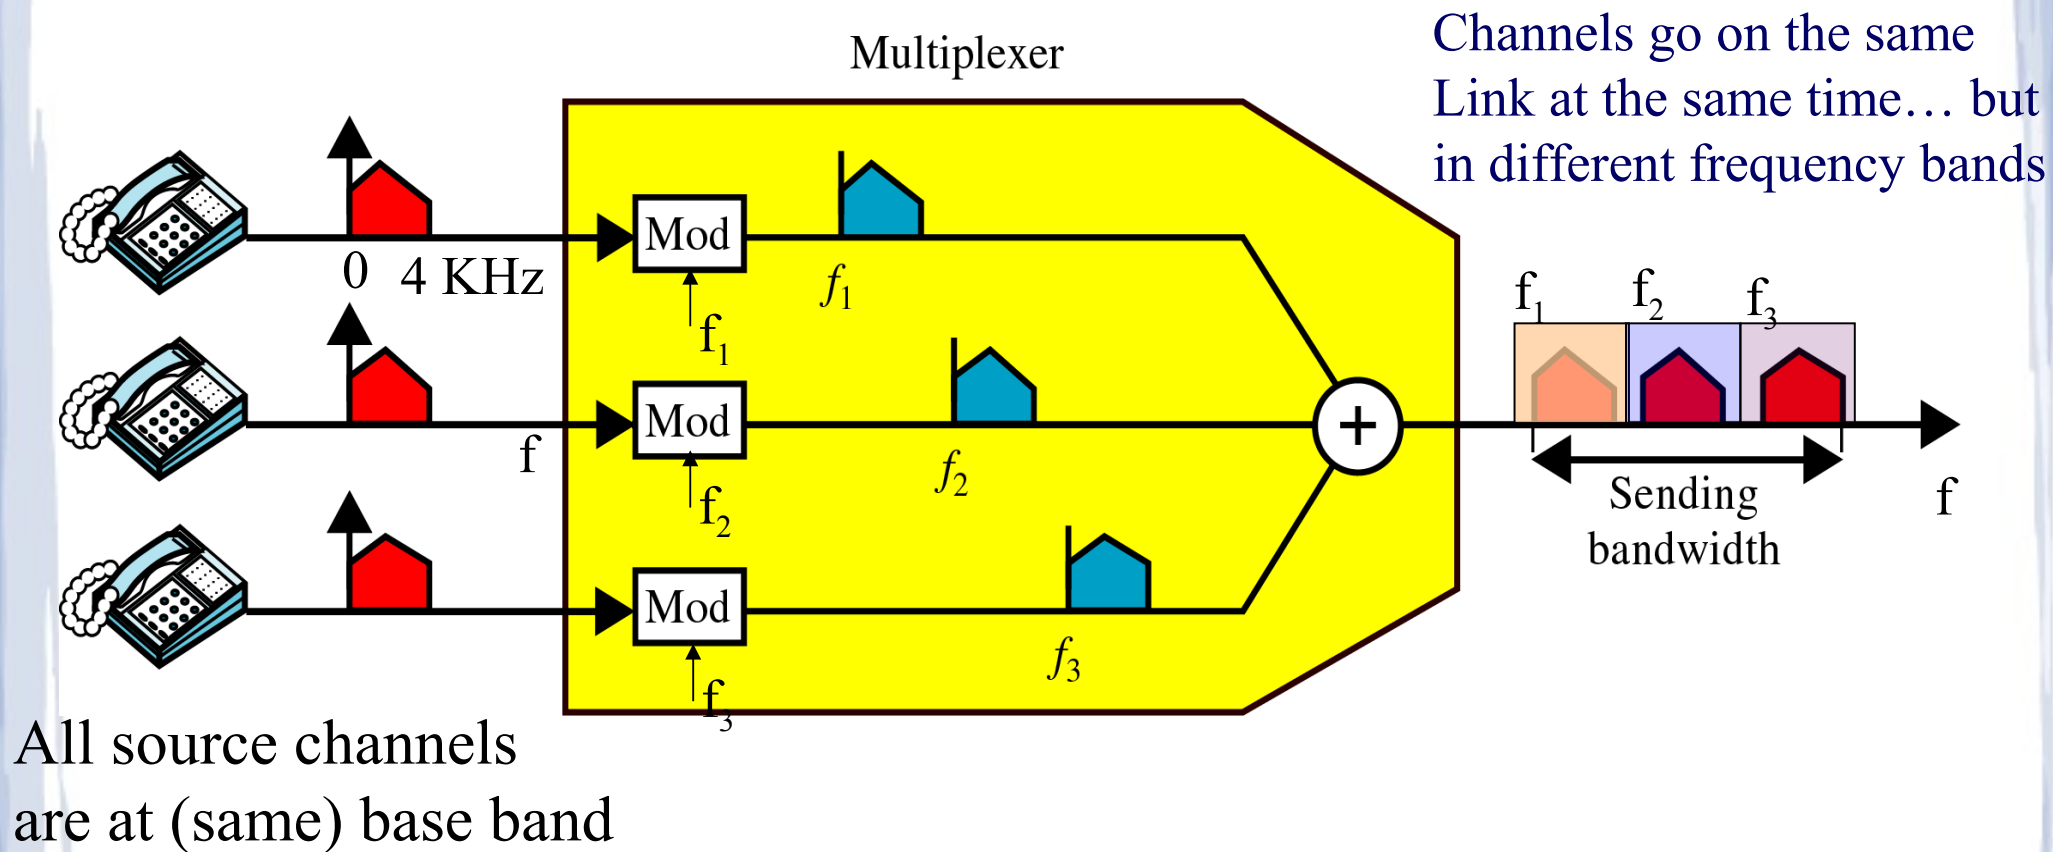 Multiplexer
Channels go on the same
Link at the same time… but
in different frequency bands
Mod
0 4 KHz
f₁
f₁
f₁ f₂ f₃
Mod
f
f₂
f₂
Sending
bandwidth
f
Mod
f₃
f₃
All source channels
are at (same) base band